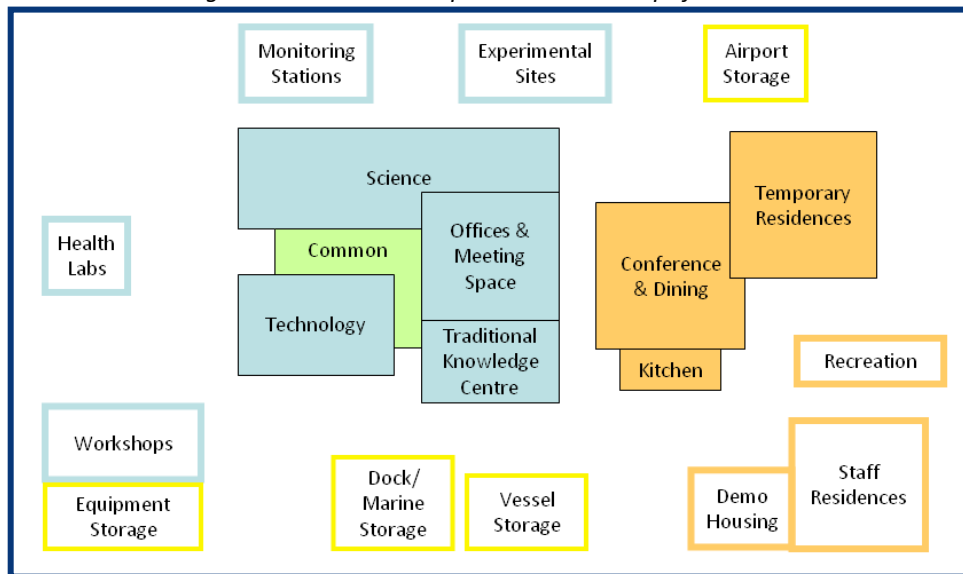 Monitoring
Stations
Experimental
Sites
Airport
Storage
Science
Temporary
Residences
Health
Labs
Common
Offices &
Meeting
Space
Conference
& Dining
Technology
Traditional
Knowledge
Centre
Kitchen
Recreation
Workshops
Equipment
Storage
Dock/
Marine
Storage
Vessel
Storage
Demo
Housing
Staff
Residences